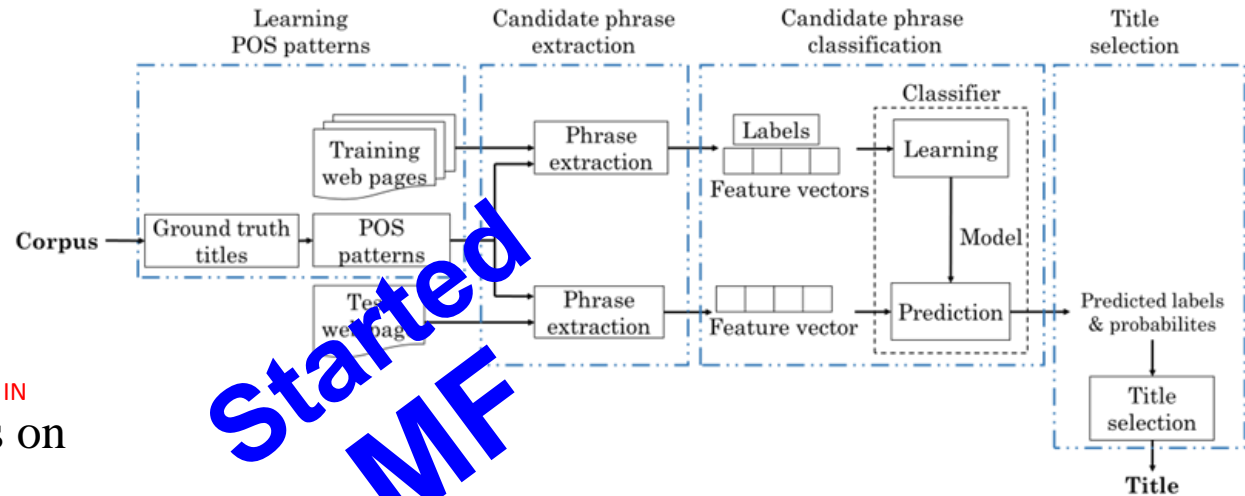 Learning
POS patterns
Candidate phrase
extraction
Candidate phrase
classification
Title
selection
Training
web pages
Phrase
extraction
Labels
Feature vectors
Classifier
Learning
Corpus
Ground truth
titles
POS
patterns
Model
web
Phrase
extraction
Feature vector
Prediction
Predicted labels
& probabilites
Title
selection
Title
Started
MF
IN
on